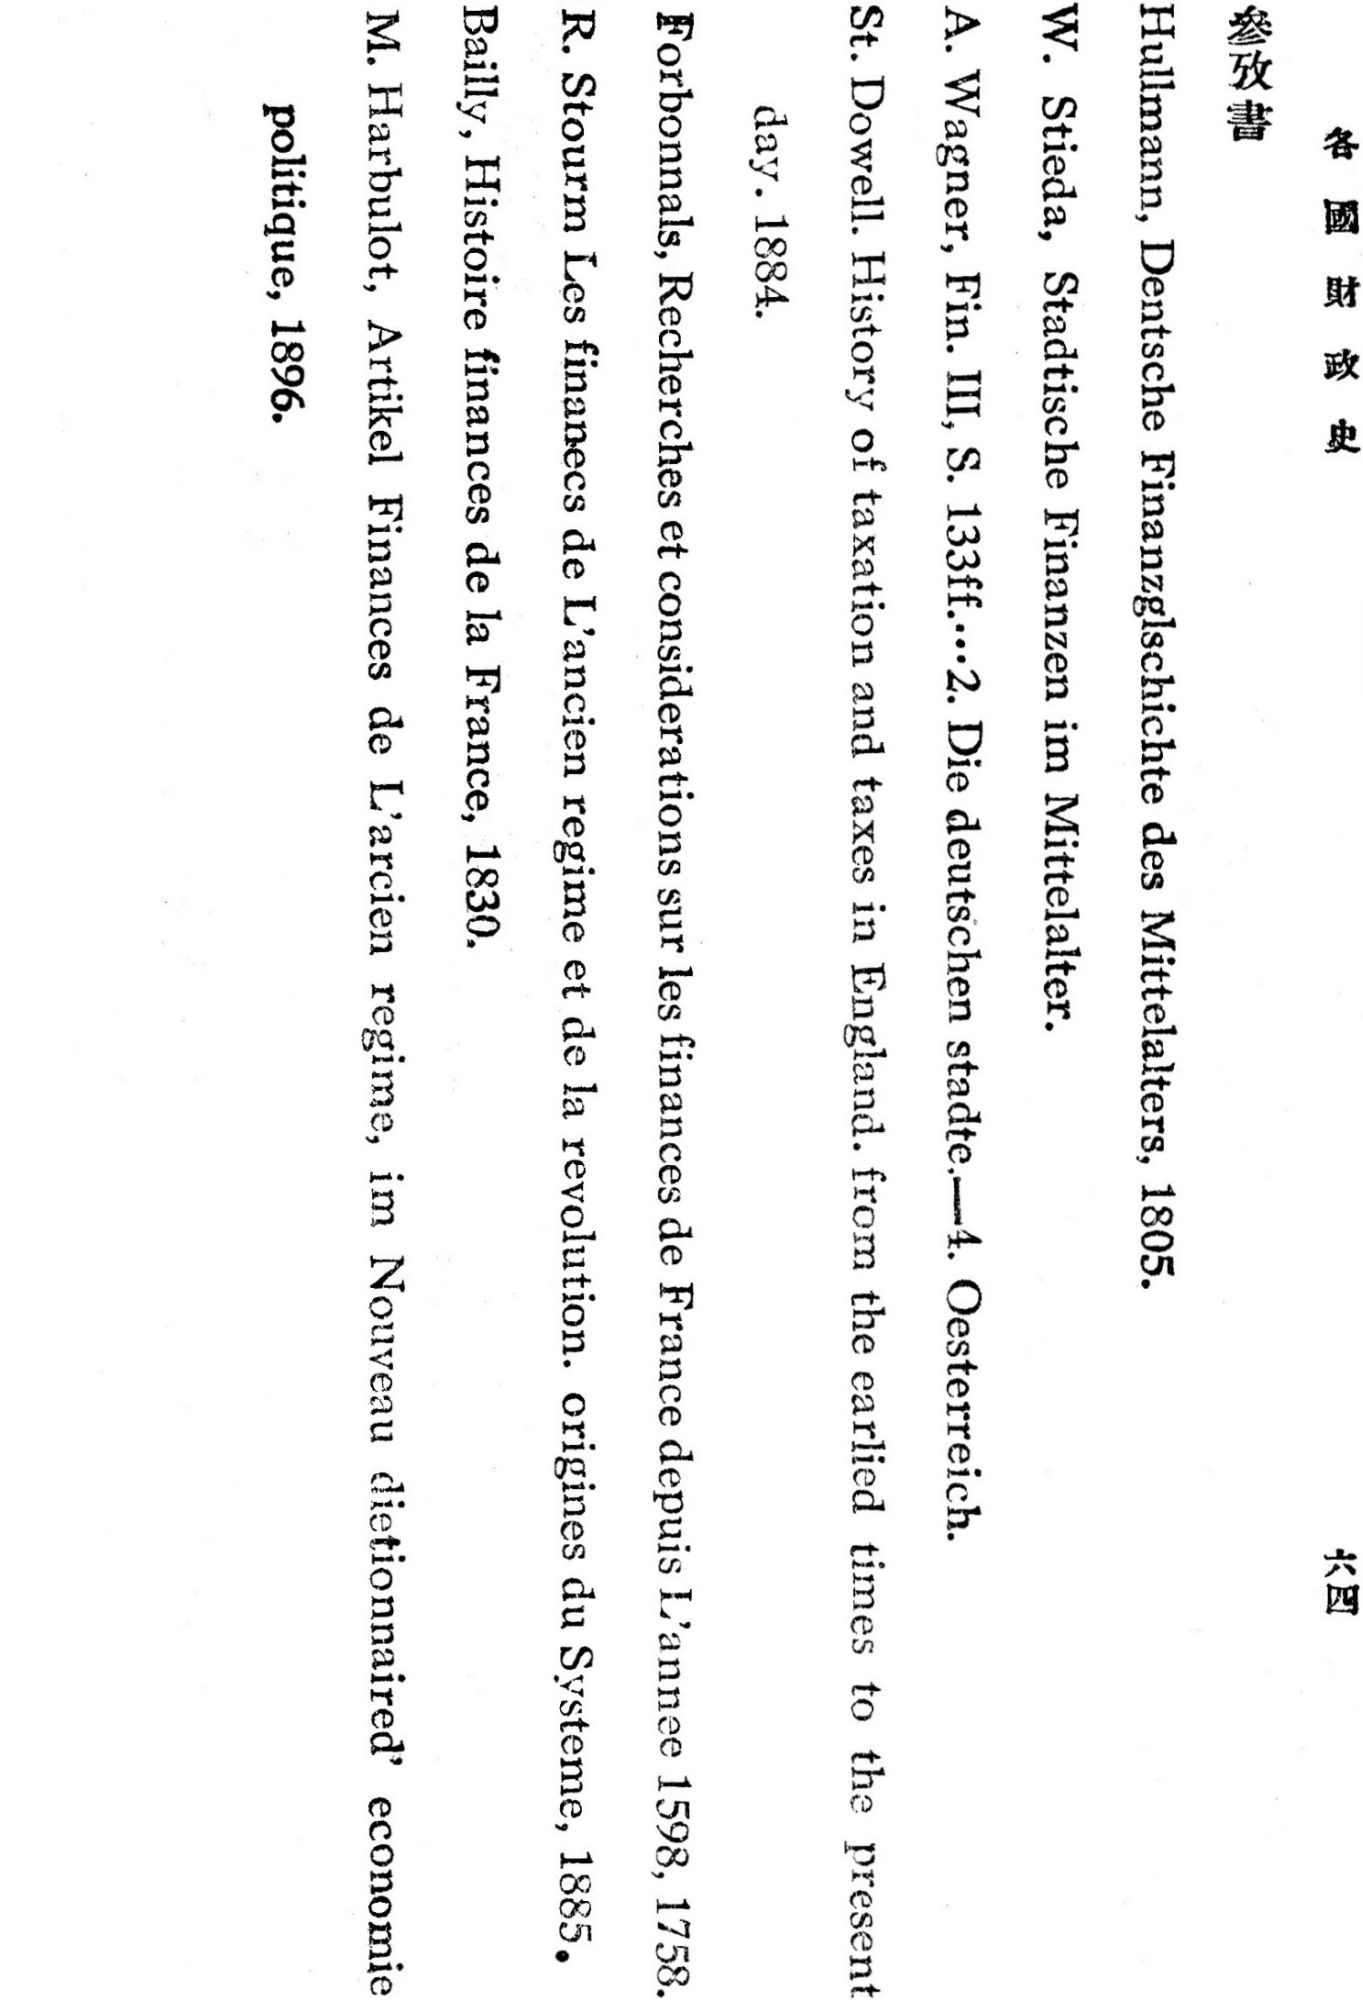 各國財政史
六四
參攷書
Hullmann, Dentsche Finanzglschichte des Mittelalters, 1805.
W. Stieda, Stadtische Finanzen im Mittelalter.
A. Wagner, Fin. III, S. 133ff....2. Die deutschen stadte.—4. Oesterreich.
St. Dowell. History of taxation and taxes in England. from the earlied times to the present
day. 1884.
Forbonnals, Recherches et considerations sur les finances de France depuis L'annee 1598, 1758.
R. Stourm Les finanecs de L'ancien regime et de la revolution. origines du Systeme, 1885.
Bailly, Histoire finances de la France, 1830.
M. Harbulot, Artikel Finances de L'arcien regime, im Nouveau dietionnaired' economie
politique, 1896.